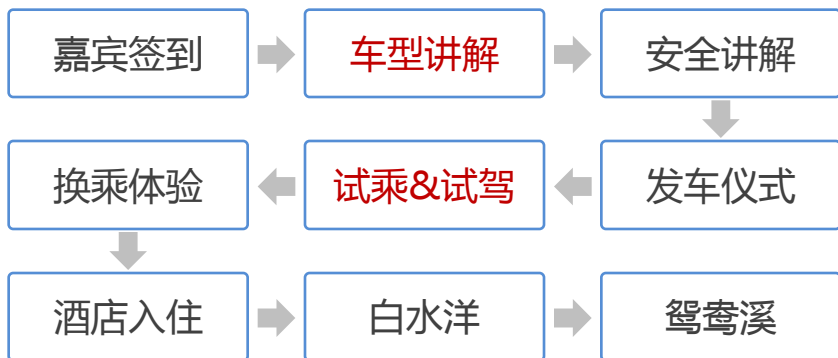 嘉宾签到
车型讲解
安全讲解
发车仪式
试乘&试驾
换乘体验
酒店入住
白水洋
鸳鸯溪